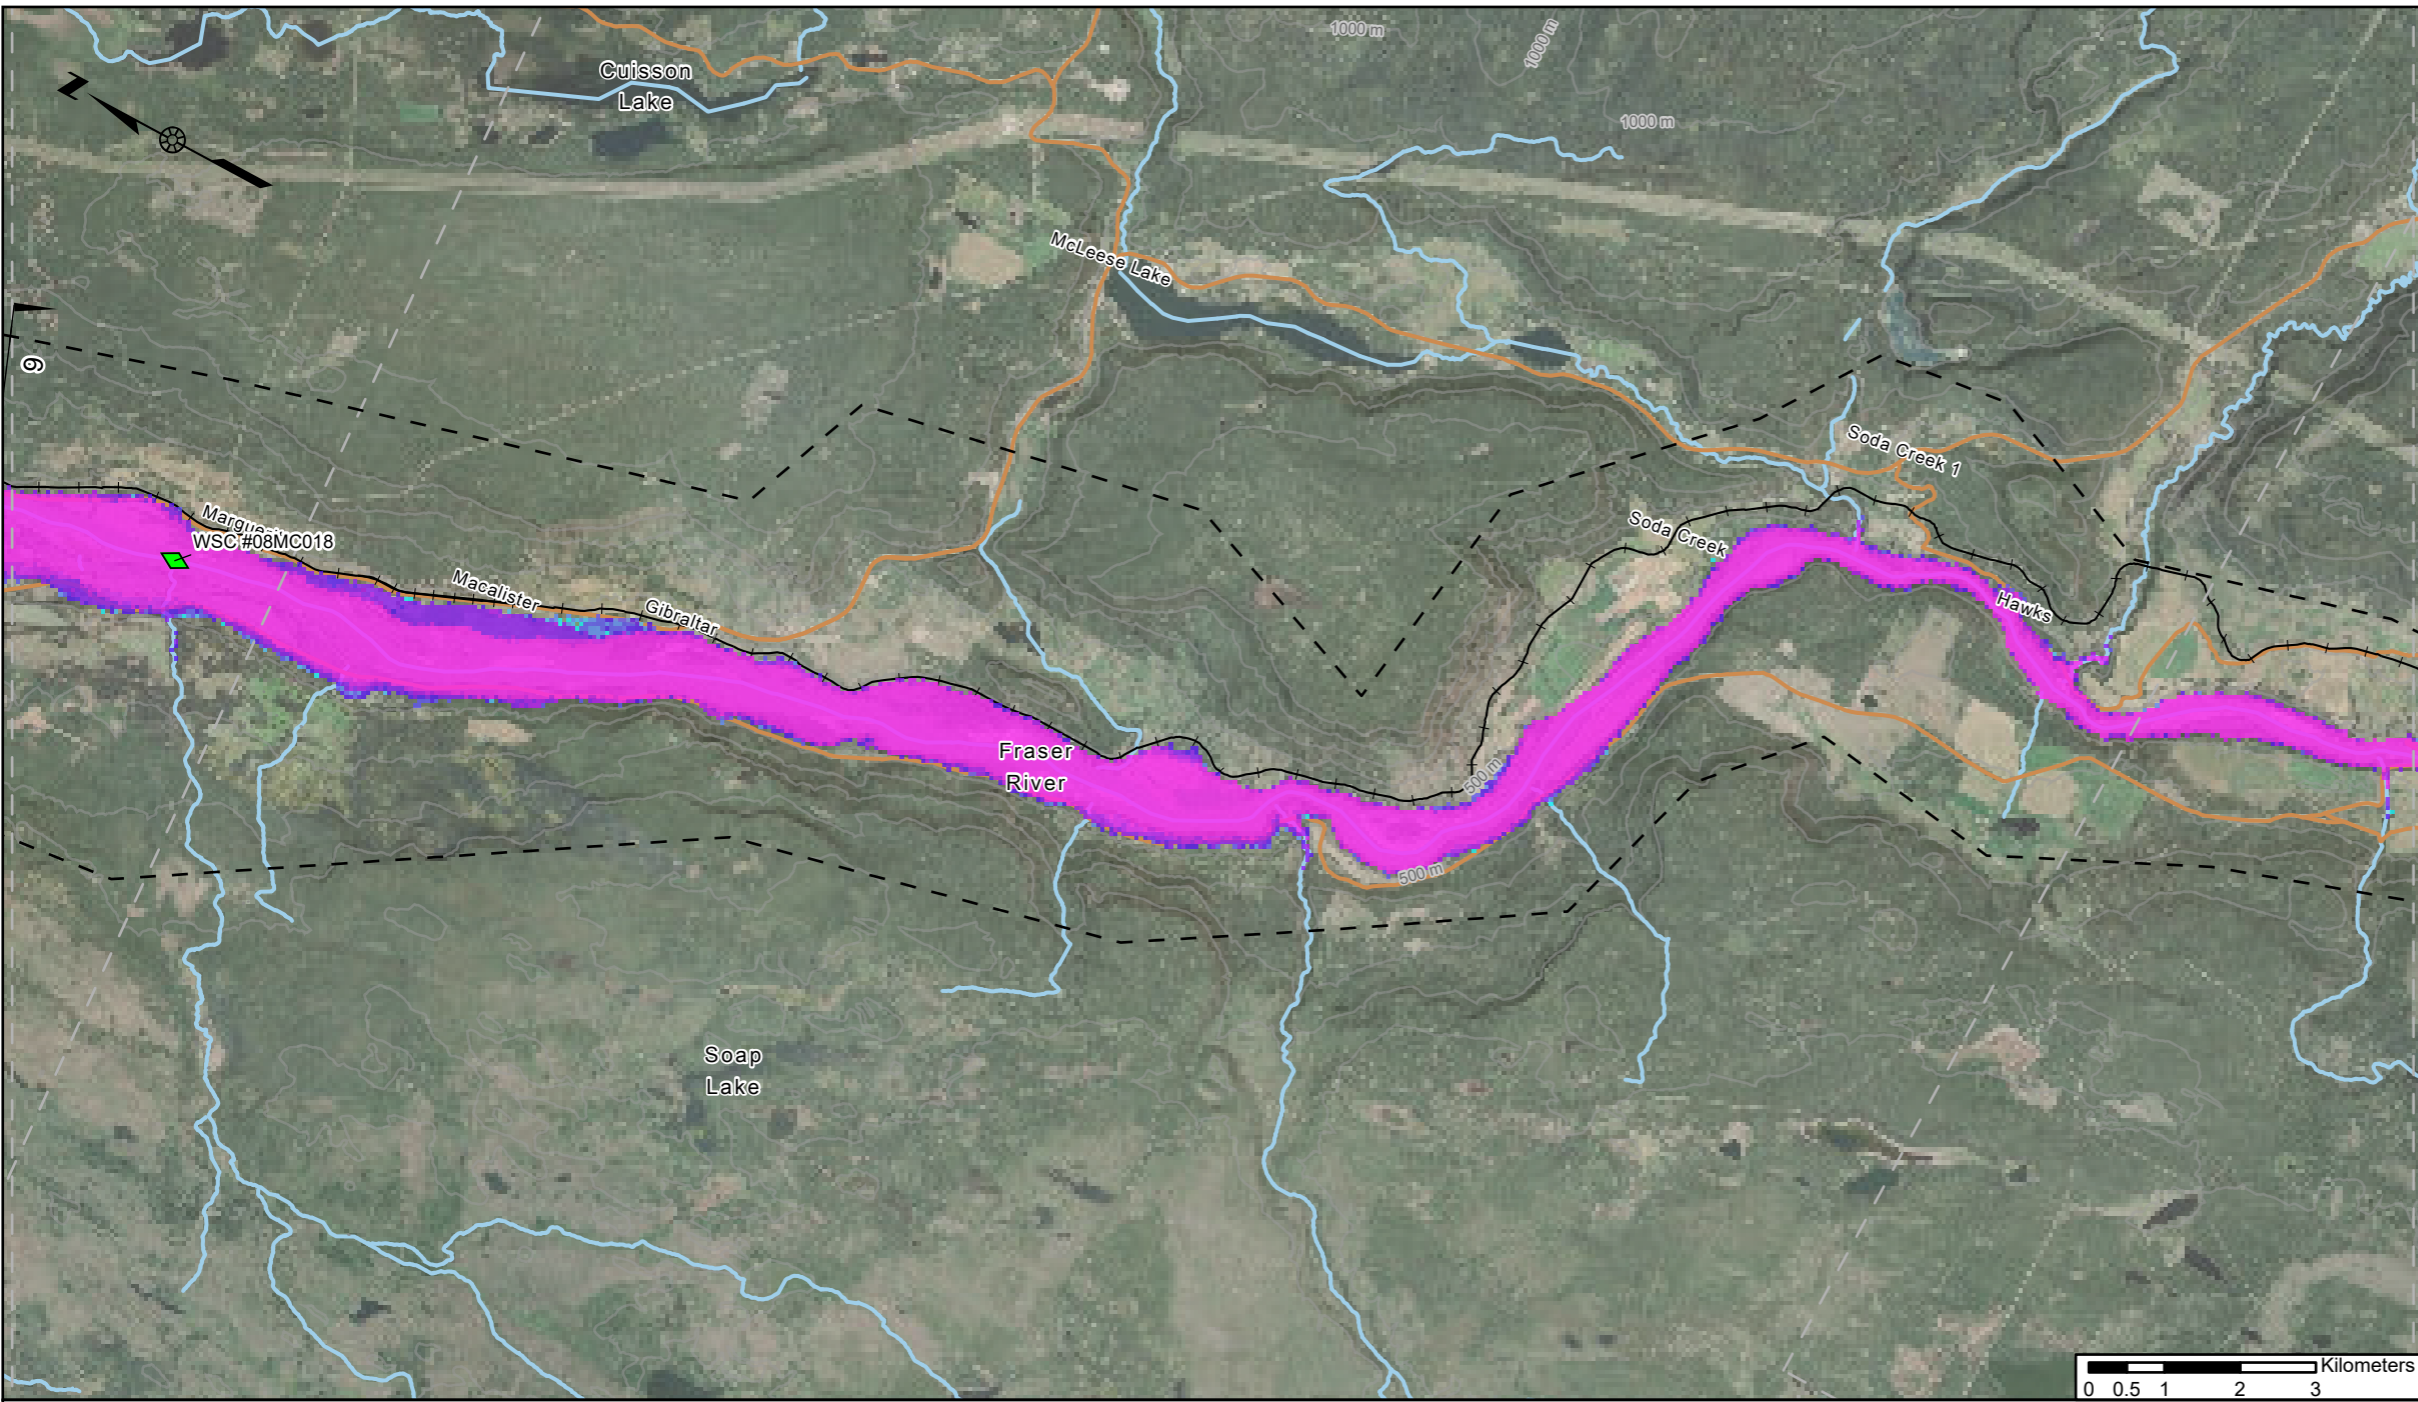 1000 m
1000 m
Cuisson
Lake
N
1000 m
McLeese Lake
9
Soda Creek 1
WSC #08MC018
Soda Creek
Macalister
Gibraltar
Hawks
Fraser
River
500 m
500 m
Soap
Lake
Kilometers
0 0.5 1 2 3